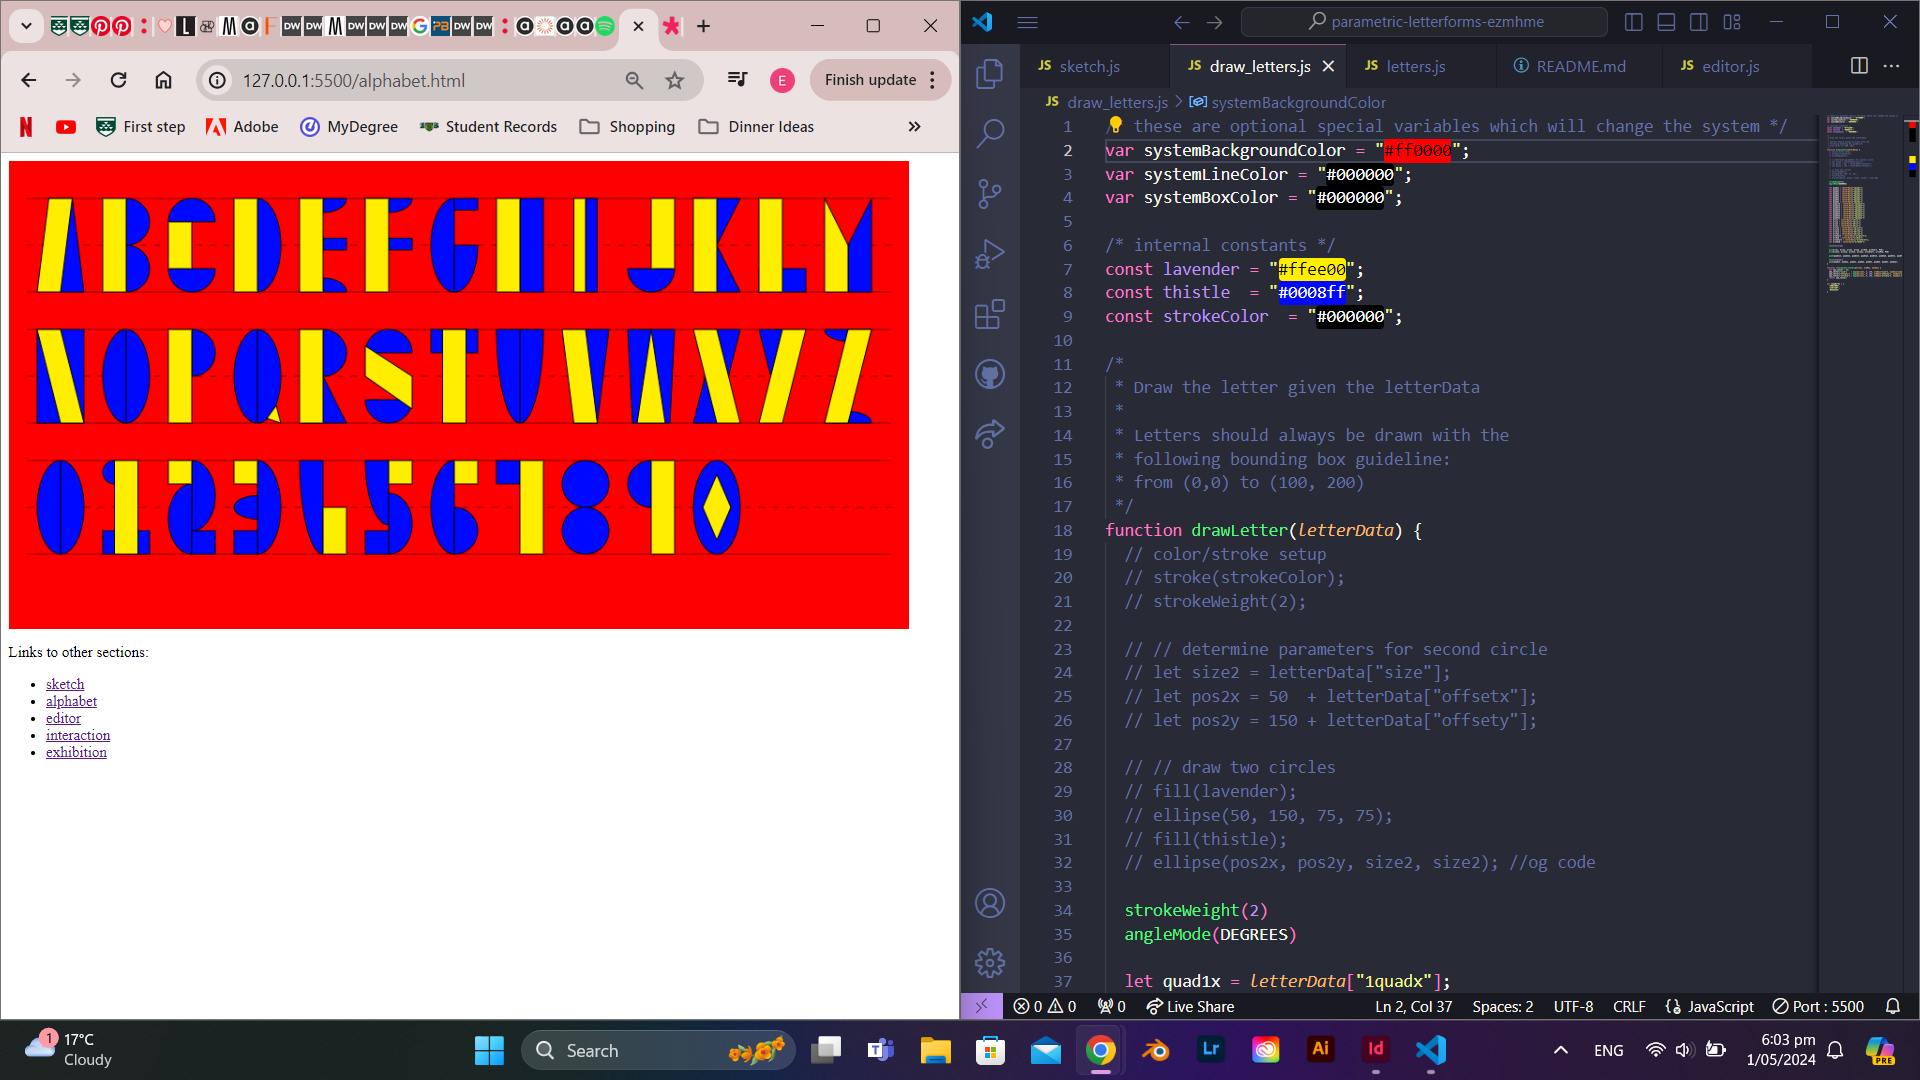 127.0.0.1:5500/alphabet.html
E
Finish update
First step
Adobe
MyDegree
Student Records
Shopping
Dinner Ideas
ABCDEFGHIJKLM
NOPQRSTUVWXYZ
01234567890
Links to other sections:
sketch
alphabet
editor
interaction
exhibition
parametric-letterforms-ezmhme
JS sketch.js
JS draw_letters.js
JS letters.js
README.md
JS editor.js
JS draw_letters.js > systemBackgroundColor
1 / these are optional special variables which will change the system */
2 var systemBackgroundColor = "#ff0000";
3 var systemLineColor = "#000000";
4 var systemBoxColor = "#000000";
5
6 /* internal constants */
7 const lavender = "#ffee00";
8 const thistle  = "#0008ff";
9 const strokeColor  = "#000000";
10
11 /*
12 * Draw the letter given the letterData
13 *
14 * Letters should always be drawn with the
15 * following bounding box guideline:
16 * from (0,0) to (100, 200)
17 */
18 function drawLetter(letterData) {
19 // color/stroke setup
20 // stroke(strokeColor);
21 // strokeWeight(2);
22
23 // // determine parameters for second circle
24 // let size2 = letterData["size"];
25 // let pos2x = 50  + letterData["offsetx"];
26 // let pos2y = 150 + letterData["offsety"];
27
28 // // draw two circles
29 // fill(lavender);
30 // ellipse(50, 150, 75, 75);
31 // fill(thistle);
32 // ellipse(pos2x, pos2y, size2, size2); //og code
33
34 strokeWeight(2)
35 angleMode(DEGREES)
36
37 let quad1x = letterData["1quadx"];
0 0 0 Live Share
Ln 2, Col 37 Spaces: 2 UTF-8 CRLF JavaScript Port : 5500
1
17°C
Cloudy
Search
Lr
Ai
Id
ENG
6:03 pm
1/05/2024
PRE